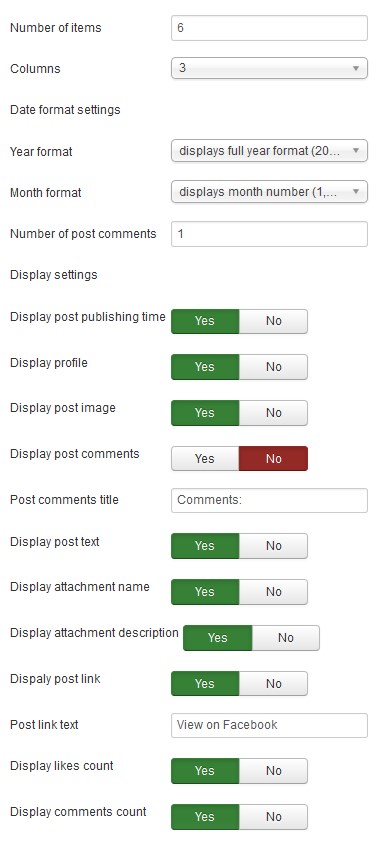 Number of items 6
Columns 3
Date format settings
Year format displays full year format (20...
Month format displays month number (1,...
Number of post comments 1
Display settings
Display post publishing time Yes No
Display profile Yes No
Display post image Yes No
Display post comments Yes No
Post comments title Comments:
Display post text Yes No
Display attachment name Yes No
Display attachment description Yes No
Dispaly post link Yes No
Post link text View on Facebook
Display likes count Yes No
Display comments count Yes No